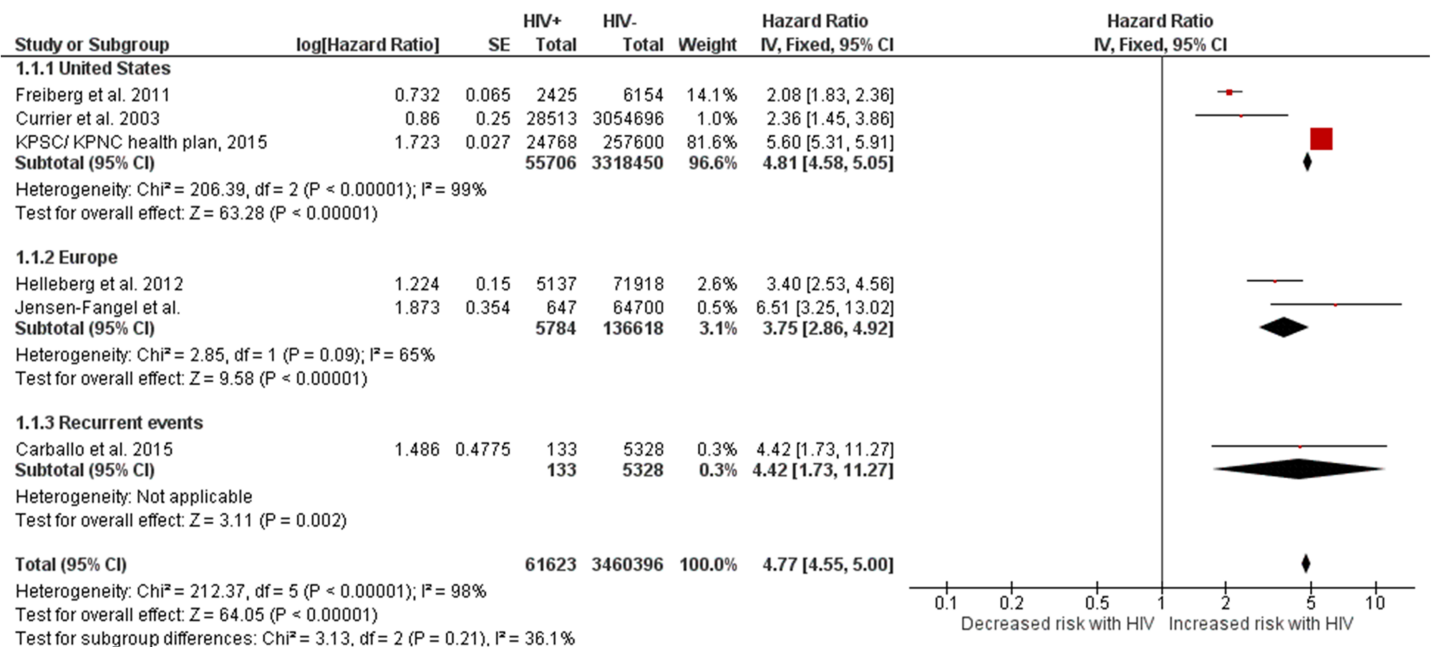 HIV+ HIV- Hazard Ratio Hazard Ratio
Study or Subgroup log[Hazard Ratio] SE Total Total Weight IV, Fixed, 95% CI IV, Fixed, 95% CI
1.1.1 United States
Freiberg et al. 2011 0.732 0.065 2425 6154 14.1% 2.08 [1.83, 2.36]
Currier et al. 2003 0.86 0.25 28513 3054696 1.0% 2.36 [1.45, 3.86]
KPSC/ KPNC health plan, 2015 1.723 0.027 24768 257600 81.6% 5.60 [5.31, 5.91]
Subtotal (95% CI) 55706 3318450 96.6% 4.81 [4.58, 5.05]
Heterogeneity: Chi² = 206.39, df = 2 (P < 0.00001); I² = 99%
Test for overall effect: Z = 63.28 (P < 0.00001)
1.1.2 Europe
Helleberg et al. 2012 1.224 0.15 5137 71918 2.6% 3.40 [2.53, 4.56]
Jensen-Fangel et al. 1.873 0.354 647 64700 0.5% 6.51 [3.25, 13.02]
Subtotal (95% CI) 5784 136618 3.1% 3.75 [2.86, 4.92]
Heterogeneity: Chi² = 2.85, df = 1 (P = 0.09); I² = 65%
Test for overall effect: Z = 9.58 (P < 0.00001)
1.1.3 Recurrent events
Carballo et al. 2015 1.486 0.4775 133 5328 0.3% 4.42 [1.73, 11.27]
Subtotal (95% CI) 133 5328 0.3% 4.42 [1.73, 11.27]
Heterogeneity: Not applicable
Test for overall effect: Z = 3.11 (P = 0.002)
Total (95% CI) 61623 3460396 100.0% 4.77 [4.55, 5.00]
Heterogeneity: Chi² = 212.37, df = 5 (P < 0.00001); I² = 98%
Test for overall effect: Z = 64.05 (P < 0.00001)
Test for subgroup differences: Chi² = 3.13, df = 2 (P = 0.21), I² = 36.1%
0.1 0.2 0.5 1 2 5 10
Decreased risk with HIV Increased risk with HIV